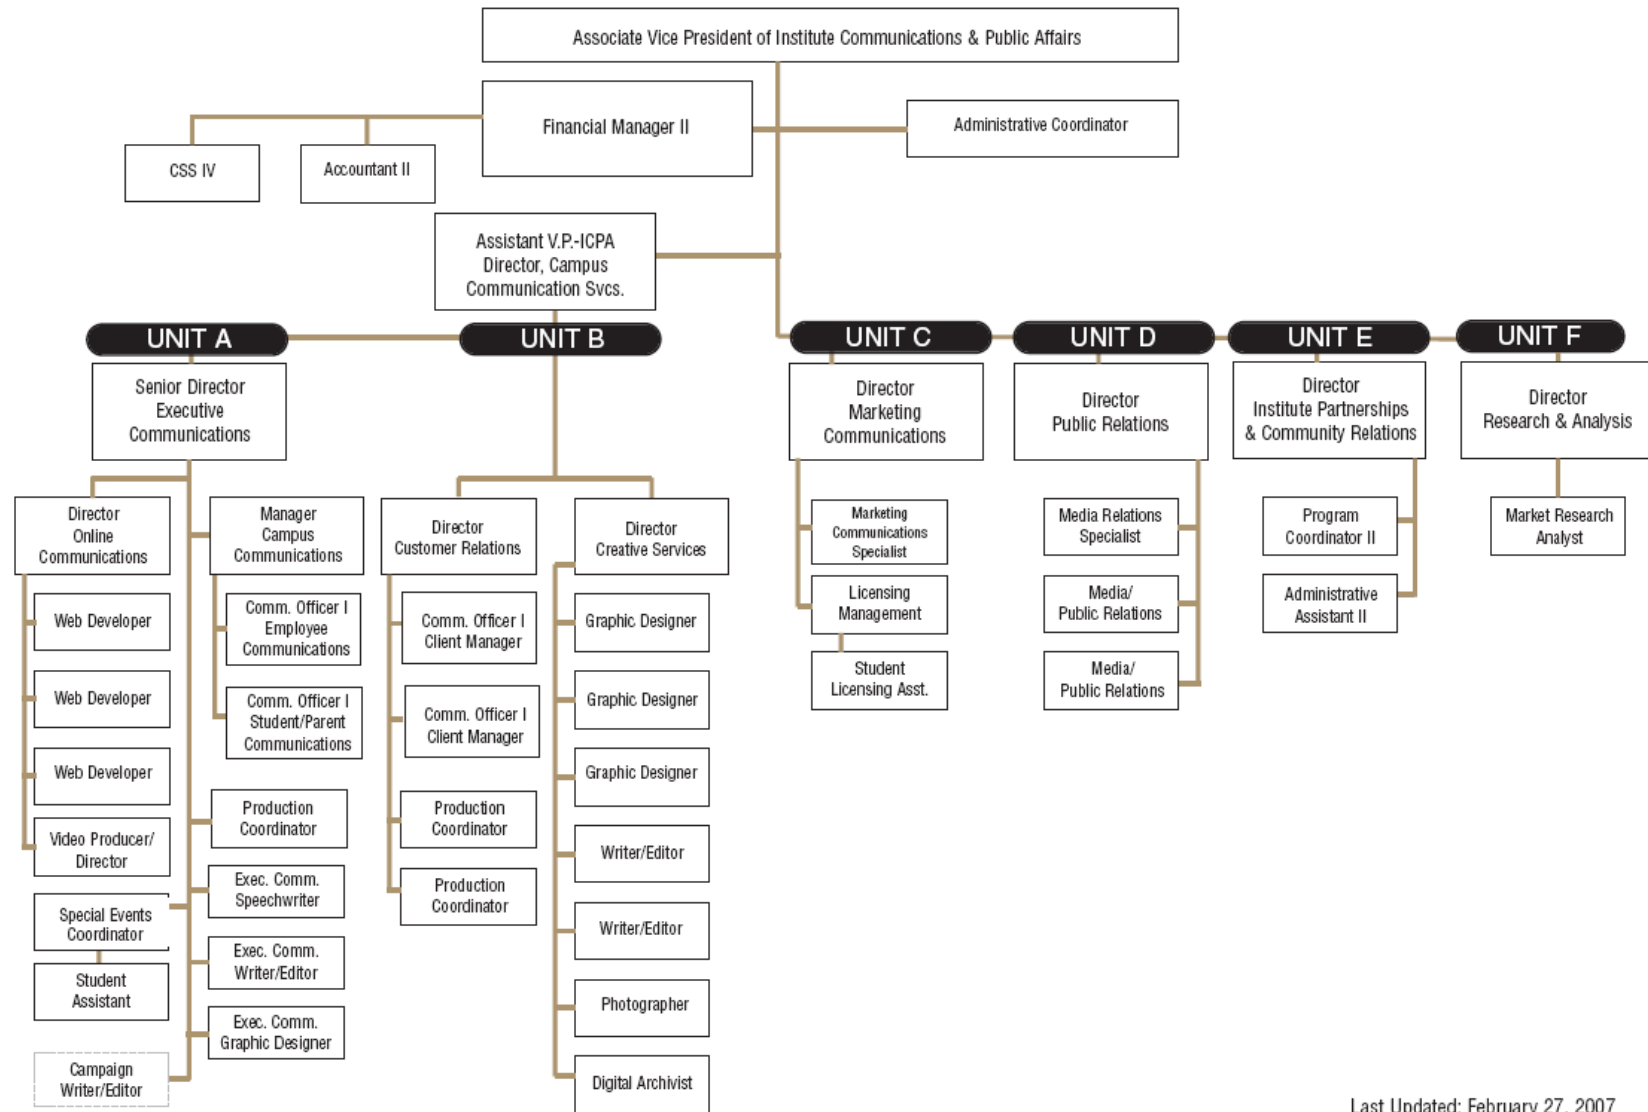 Associate Vice President of Institute Communications & Public Affairs
Financial Manager II
Administrative Coordinator
CSS IV
Accountant II
Assistant V.P.-ICPA
Director, Campus
Communication Svcs.
UNIT A
UNIT B
UNIT C
UNIT D
UNIT E
UNIT F
Senior Director
Executive
Communications
Director
Marketing
Communications
Director
Public Relations
Director
Institute Partnerships
& Community Relations
Director
Research & Analysis
Director
Online
Communications
Manager
Campus
Communications
Director
Customer Relations
Director
Creative Services
Marketing
Communications
Specialist
Media Relations
Specialist
Program
Coordinator II
Market Research
Analyst
Web Developer
Comm. Officer I
Employee
Communications
Comm. Officer I
Client Manager
Graphic Designer
Licensing
Management
Media/
Public Relations
Administrative
Assistant II
Web Developer
Comm. Officer I
Student/Parent
Communications
Comm. Officer I
Client Manager
Graphic Designer
Student
Licensing Asst.
Media/
Public Relations
Web Developer
Graphic Designer
Video Producer/
Director
Production
Coordinator
Production
Coordinator
Writer/Editor
Special Events
Coordinator
Exec. Comm.
Speechwriter
Production
Coordinator
Writer/Editor
Student
Assistant
Exec. Comm.
Writer/Editor
Photographer
Exec. Comm.
Graphic Designer
Campaign
Writer/Editor
Digital Archivist
Last Updated: February 27, 2007